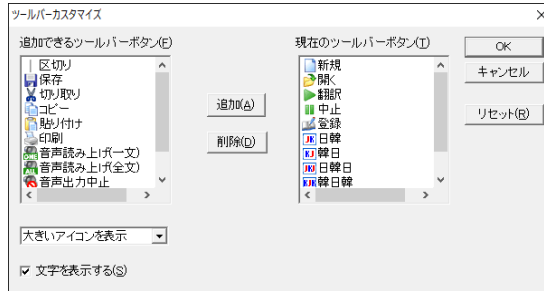 ツールバーカスタマイズ
追加できるツールバーボタン(E)
区切り
保存
切り取り
コピー
貼り付け
印刷
音声読み上げ(一文)
音声読み上げ(全文)
音声出力中止
大きいアイコンを表示
文字を表示する(S)
追加(A)
削除(D)
現在のツールバーボタン(T)
新規
開く
翻訳
中止
登録
JK 日韓
KJ 韓日
JKJ 日韓日
KJK 韓日韓
OK
キャンセル
リセット(R)